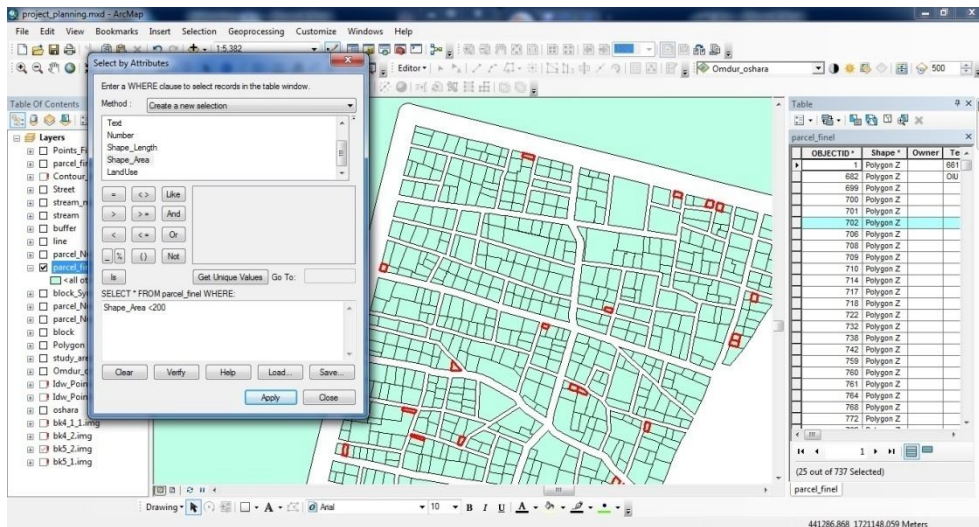 project_planning.mxd - ArcMap
File Edit View Bookmarks Insert Selection Geoprocessing Customize Windows Help
1:5,382
Editor
Omdur_oshara
500
Select by Attributes
Enter a WHERE clause to select records in the table window.
Method : Create a new selection
Text
Number
Shape_Length
Shape_Area
LandUse
= < > Like
> > = And
< < = Or
_ % () Not
Is Get Unique Values Go To:
SELECT * FROM parcel_finel WHERE:
Shape_Area <200
Clear Verify Help Load... Save...
Apply Close
Table Of Contents
Layers
Points_Fi
parcel_fin
Contour_
Street
stream_m
stream
buffer
line
parcel_N
parcel_fi
<all ot
block_Sy
parcel_N
parcel_N
block
Polygon
study_are
Omdur_o
Idw_Poin
Idw_Poin
oshara
bk4_1_1.img
bk4_2.img
bk5_2.img
bk5_1.img
Table
parcel_finel
OBJECTID * Shape * Owner Te
1 Polygon Z 661
682 Polygon Z OIU
699 Polygon Z
700 Polygon Z
701 Polygon Z
702 Polygon Z
706 Polygon Z
708 Polygon Z
709 Polygon Z
710 Polygon Z
714 Polygon Z
717 Polygon Z
718 Polygon Z
722 Polygon Z
732 Polygon Z
738 Polygon Z
742 Polygon Z
759 Polygon Z
760 Polygon Z
761 Polygon Z
764 Polygon Z
768 Polygon Z
772 Polygon Z
1
(25 out of 737 Selected)
parcel_finel
Drawing A Arial 10 B I U A
441286.868 1721148.059 Meters